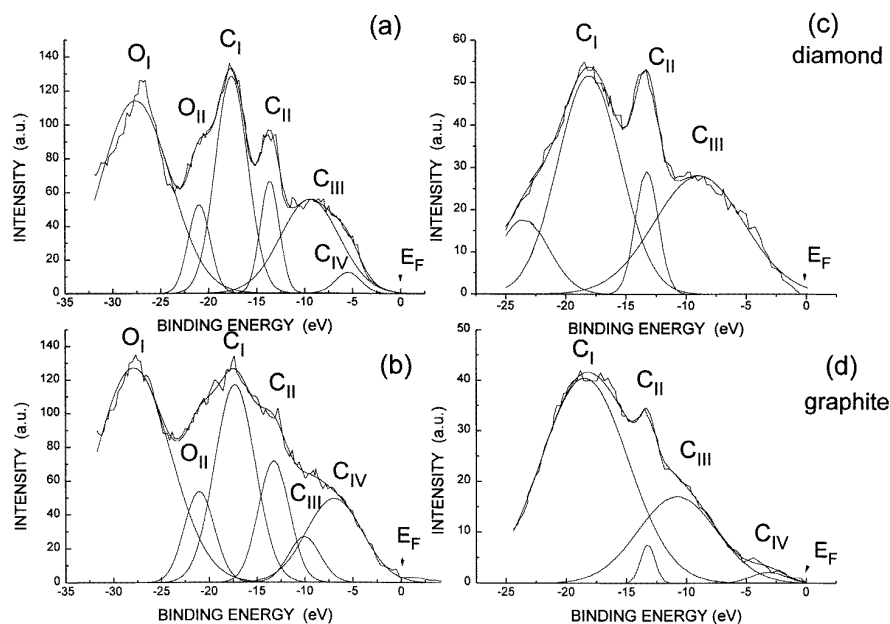 (a)
O_I
O_II
C_I
C_II
C_III
C_IV
E_F
INTENSITY (a.u.)
140
120
100
80
60
40
20
0
-35 -30 -25 -20 -15 -10 -5 0
BINDING ENERGY (eV)
(c)
diamond
C_I
C_II
C_III
E_F
INTENSITY (a.u.)
60
50
40
30
20
10
0
-25 -20 -15 -10 -5 0
BINDING ENERGY (eV)
(b)
O_I
O_II
C_I
C_II
C_III
C_IV
E_F
INTENSITY (a.u.)
140
120
100
80
60
40
20
0
-35 -30 -25 -20 -15 -10 -5 0
BINDING ENERGY (eV)
(d)
graphite
C_I
C_II
C_III
C_IV
E_F
INTENSITY (a.u.)
50
40
30
20
10
0
-25 -20 -15 -10 -5 0
BINDING ENERGY (eV)